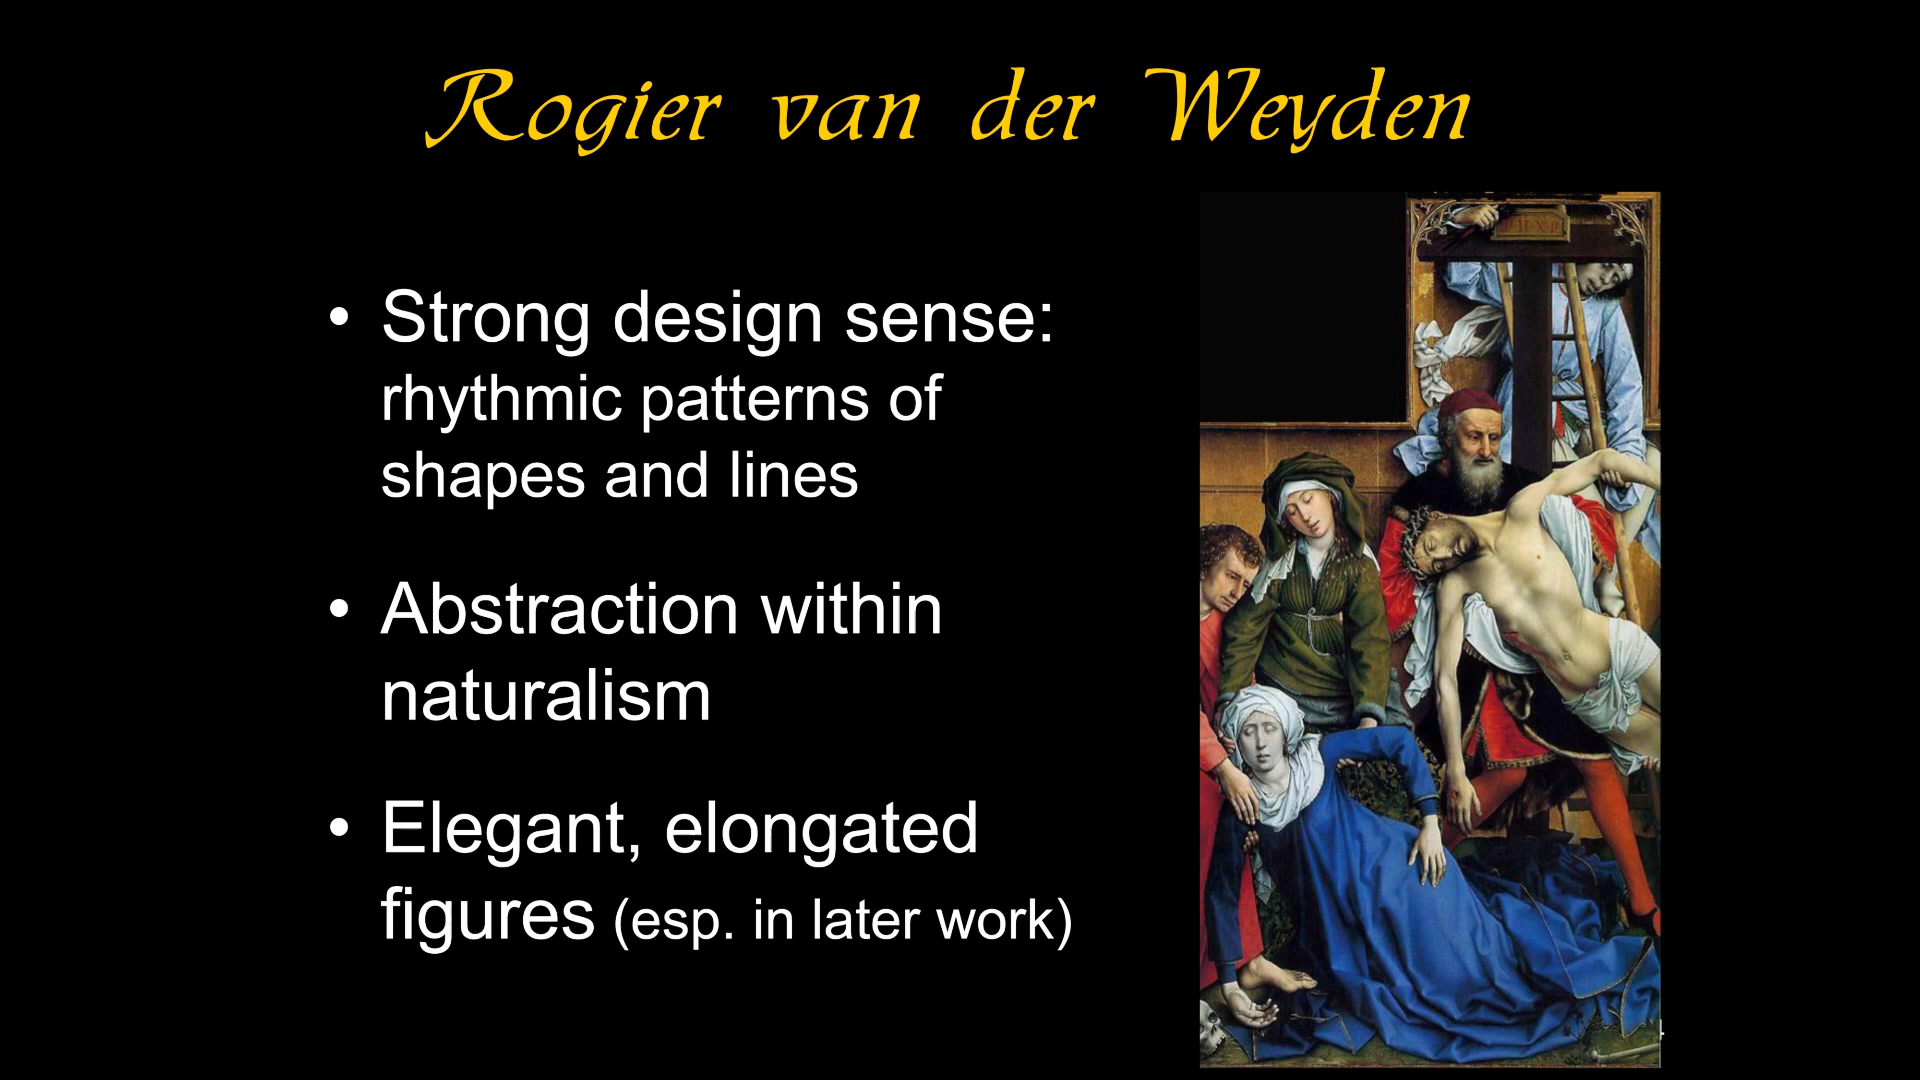 Rogier van der Weyden
• Strong design sense:
rhythmic patterns of
shapes and lines
• Abstraction within
naturalism
• Elegant, elongated
figures (esp. in later work)